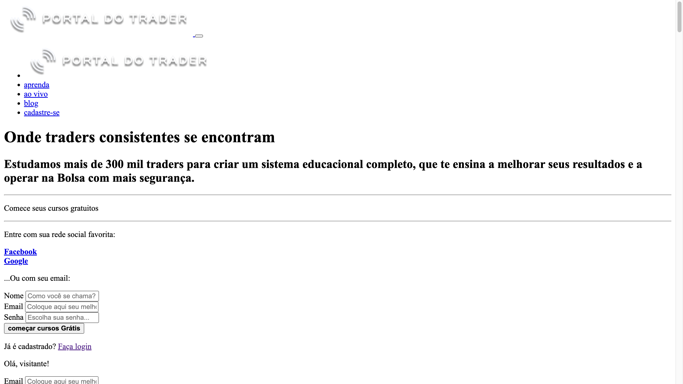 PORTAL DO TRADER
PORTAL DO TRADER
aprenda
ao vivo
blog
cadastre-se
Onde traders consistentes se encontram
Estudamos mais de 300 mil traders para criar um sistema educacional completo, que te ensina a melhorar seus resultados e a
operar na Bolsa com mais segurança.
Comece seus cursos gratuitos
Entre com sua rede social favorita:
Facebook
Google
...Ou com seu email:
Nome Como você se chama?
Email Coloque aqui seu melh
Senha Escolha sua senha...
começar cursos Grátis
Já é cadastrado? Faça login
Olá, visitante!
Email Coloque aqui seu melh